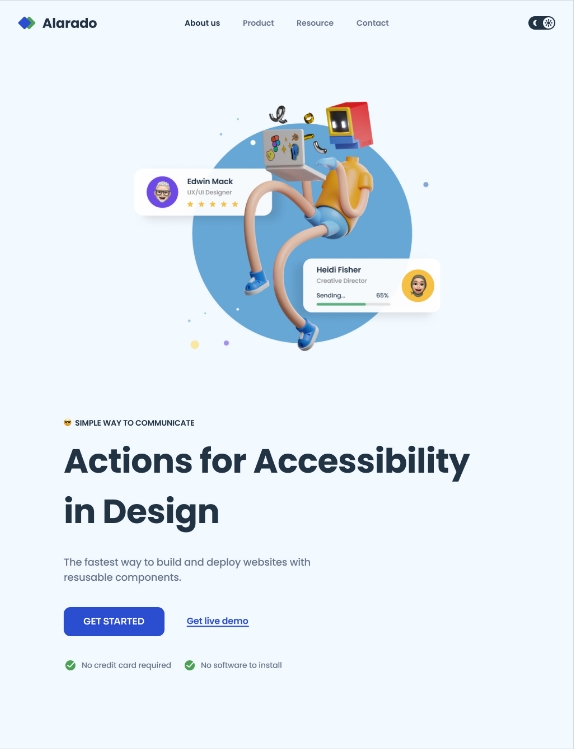 Alarado
About us
Product
Resource
Contact
Edwin Mack
UX/UI Designer
Heidi Fisher
Creative Director
Sending...
65%
SIMPLE WAY TO COMMUNICATE
Actions for Accessibility
in Design
The fastest way to build and deploy websites with
resusable components.
GET STARTED
Get live demo
No credit card required
No software to install